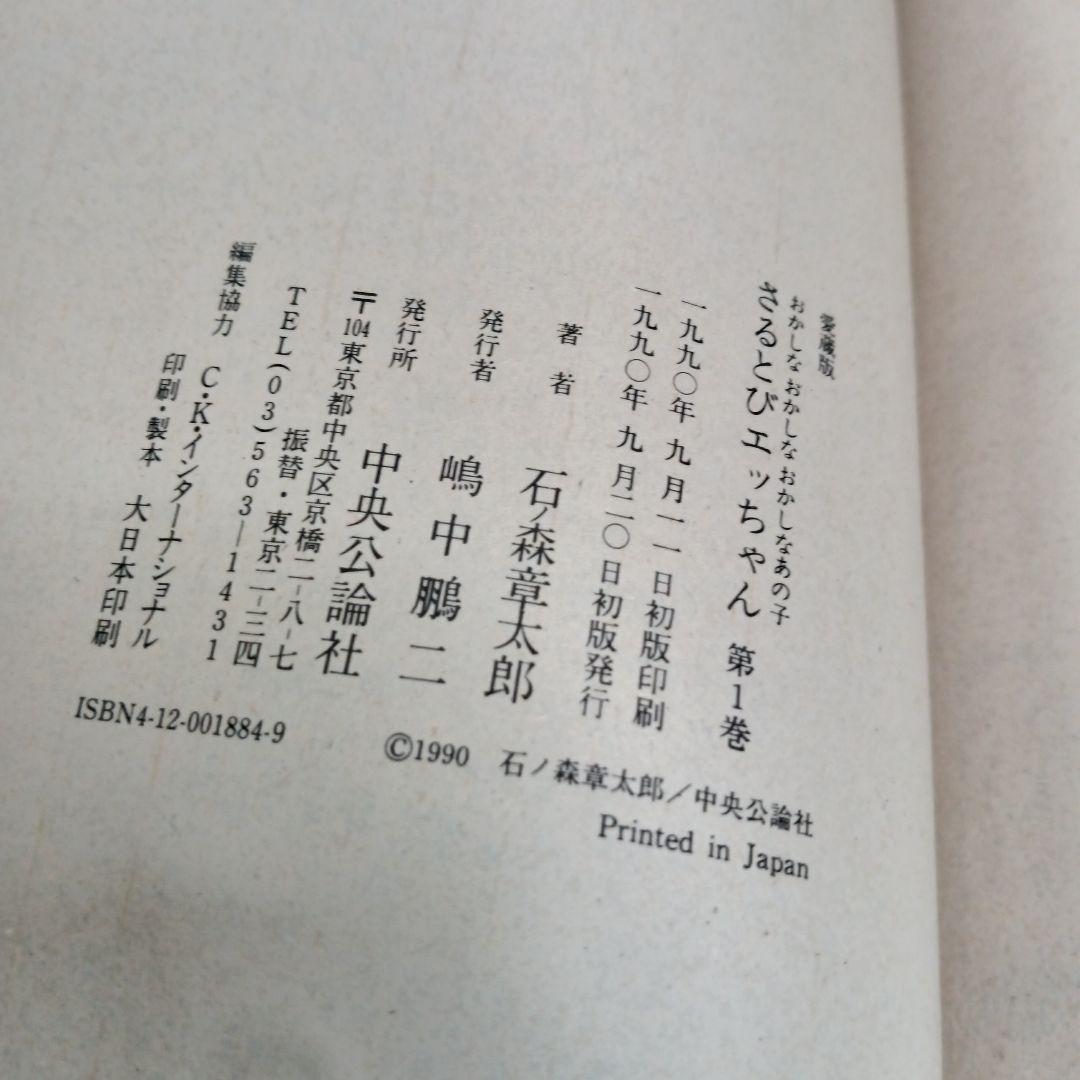 愛蔵版
おかしな おかしな おかしなあの子
さるとびエッちゃん 第1巻
一九九〇年 九月一一日初版印刷
一九九〇年 九月二〇日初版発行
著者 石ノ森章太郎
発行者 嶋中鵬二
発行所 中央公論社
〒104東京都中央区京橋二-八-七
振替・東京二-三四
TEL(03)563-1431
編集協力 C・K・インターナショナル
印刷・製本 大日本印刷
ISBN4-12-001884-9
©1990 石ノ森章太郎/中央公論社
Printed in Japan